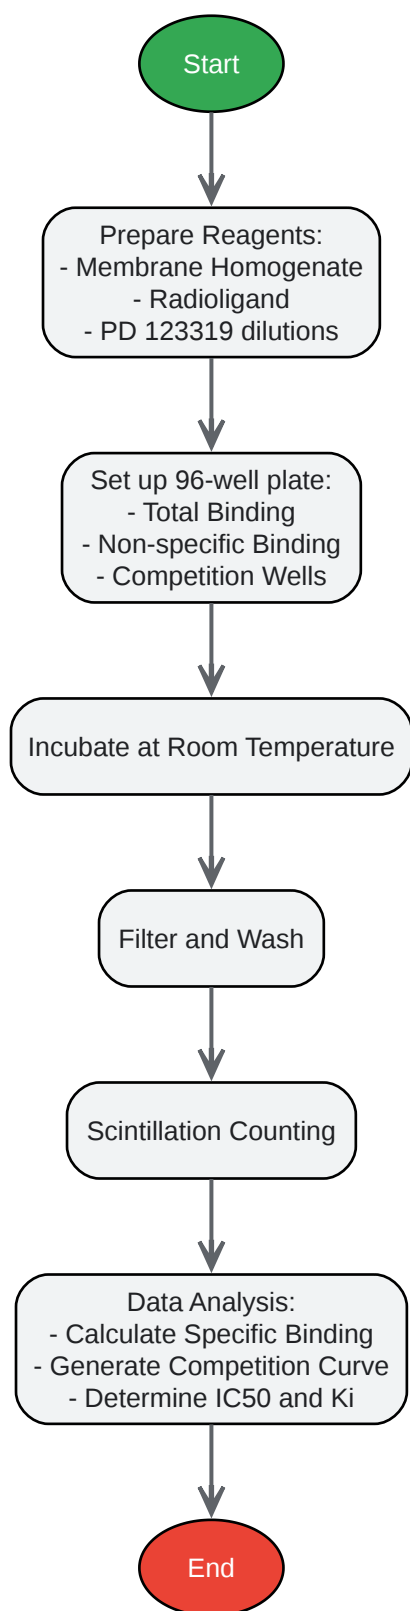 Start
Prepare Reagents:
- Membrane Homogenate
- Radioligand
- PD 123319 dilutions
Set up 96-well plate:
- Total Binding
- Non-specific Binding
- Competition Wells
Incubate at Room Temperature
Filter and Wash
Scintillation Counting
Data Analysis:
- Calculate Specific Binding
- Generate Competition Curve
- Determine IC50 and Ki
End